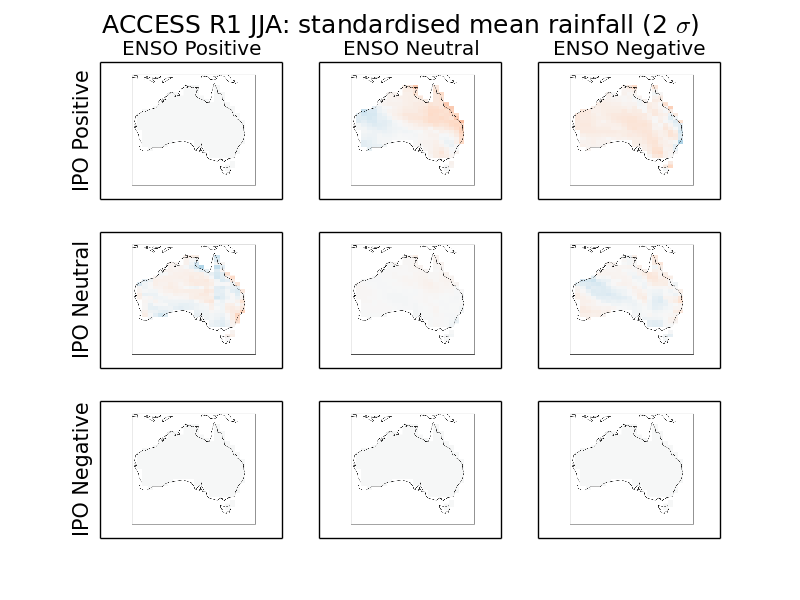 ACCESS R1 JJA: standardised mean rainfall (2 σ)
ENSO Positive ENSO Neutral ENSO Negative
IPO Positive
IPO Neutral
IPO Negative